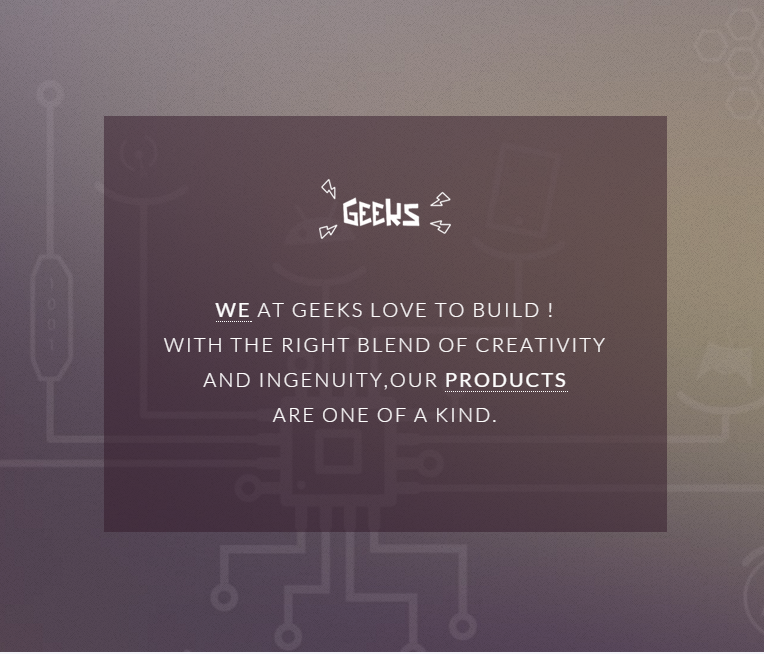 GEEKS
WE AT GEEKS LOVE TO BUILD !
WITH THE RIGHT BLEND OF CREATIVITY
AND INGENUITY,OUR PRODUCTS
ARE ONE OF A KIND.